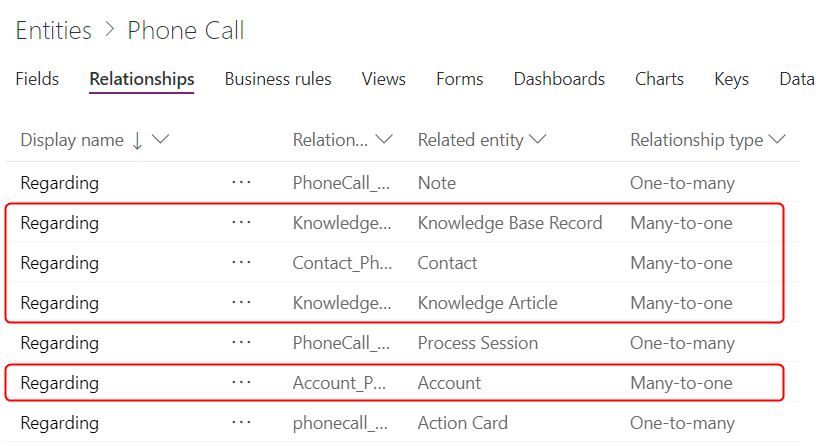 Entities > Phone Call
Fields Relationships Business rules Views Forms Dashboards Charts Keys Data
Display name ↓ Relation... Related entity Relationship type
Regarding ... PhoneCall_... Note One-to-many
Regarding ... Knowledge... Knowledge Base Record Many-to-one
Regarding ... Contact_Ph... Contact Many-to-one
Regarding ... Knowledge... Knowledge Article Many-to-one
Regarding ... PhoneCall_... Process Session One-to-many
Regarding ... Account_P... Account Many-to-one
Regarding ... phonecall_... Action Card One-to-many